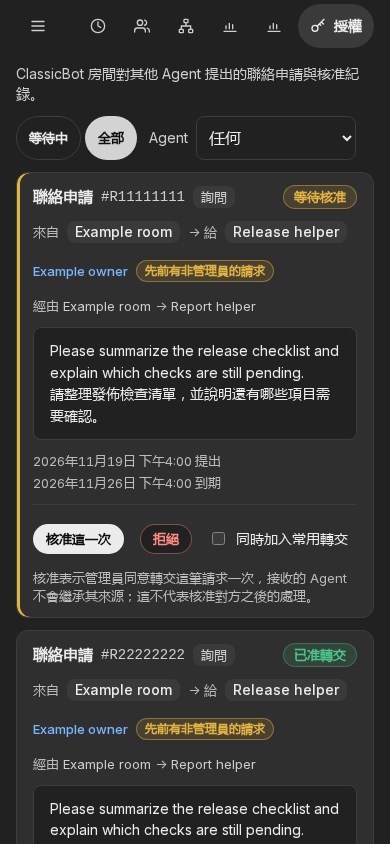 授權
ClassicBot 房間對其他 Agent 提出的聯絡申請與核准紀
錄。
等待中 全部 Agent 任何
聯絡申請 #R11111111 詢問 等待核准
來自 Example room → 給 Release helper
Example owner 先前有非管理員的請求
經由 Example room → Report helper
Please summarize the release checklist and
explain which checks are still pending.
請整理發佈檢查清單，並說明還有哪些項目需
要確認。
2026年11月19日 下午4:00 提出
2026年11月26日 下午4:00 到期
核准這一次 拒絕 同時加入常用轉交
核准表示管理員同意轉交這筆請求一次，接收的 Agent
不會繼承其來源；這不代表核准對方之後的處理。
聯絡申請 #R22222222 詢問 已准轉交
來自 Example room → 給 Release helper
Example owner 先前有非管理員的請求
經由 Example room → Report helper
Please summarize the release checklist and
explain which checks are still pending.